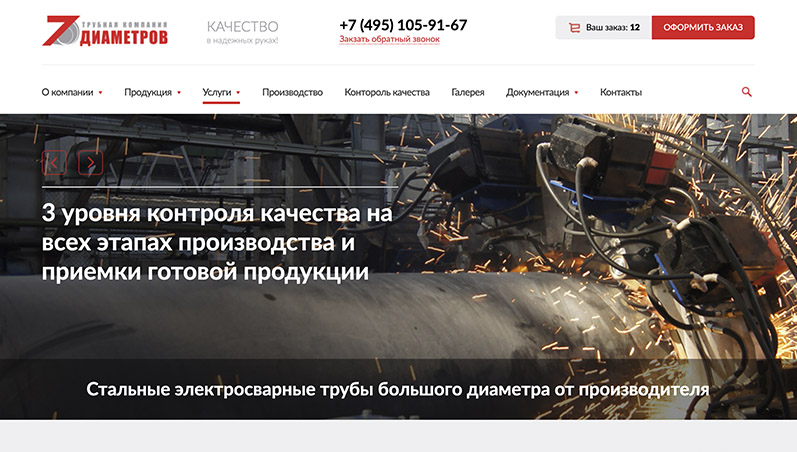 7
ТРУБНАЯ КОМПАНИЯ
ДИАМЕТРОВ
КАЧЕСТВО
в надежных руках!
+7 (495) 105-91-67
Закзать обратный звонок
Ваш заказ: 12
ОФОРМИТЬ ЗАКАЗ
О компании
Продукция
Услуги
Производство
Контороль качества
Галерея
Документация
Контакты
3 уровня контроля качества на
всех этапах производства и
приемки готовой продукции
Стальные электросварные трубы большого диаметра от производителя